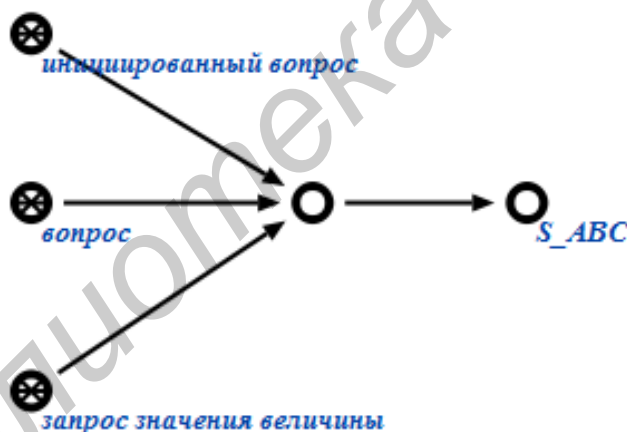 инициированный вопрос
вопрос
S_ABC
запрос значения величины